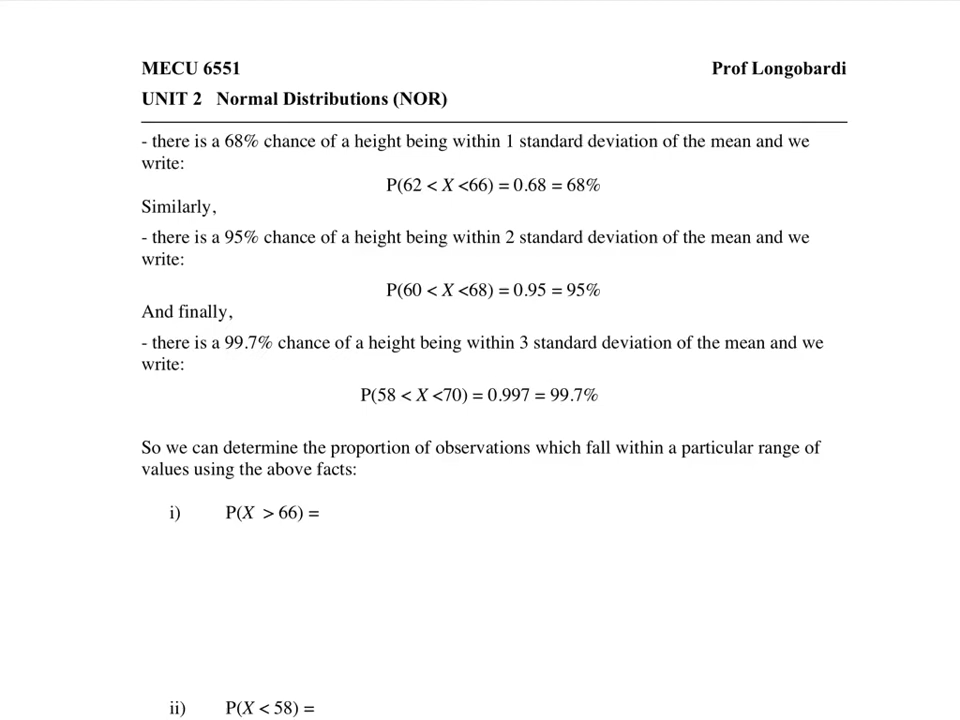 MECU 6551 Prof Longobardi
UNIT 2 Normal Distributions (NOR)
- there is a 68% chance of a height being within 1 standard deviation of the mean and we
write:
P(62 < X <66) = 0.68 = 68%
Similarly,
- there is a 95% chance of a height being within 2 standard deviation of the mean and we
write:
P(60 < X <68) = 0.95 = 95%
And finally,
- there is a 99.7% chance of a height being within 3 standard deviation of the mean and we
write:
P(58 < X <70) = 0.997 = 99.7%
So we can determine the proportion of observations which fall within a particular range of
values using the above facts:
i) P(X > 66) =
ii) P(X < 58) =